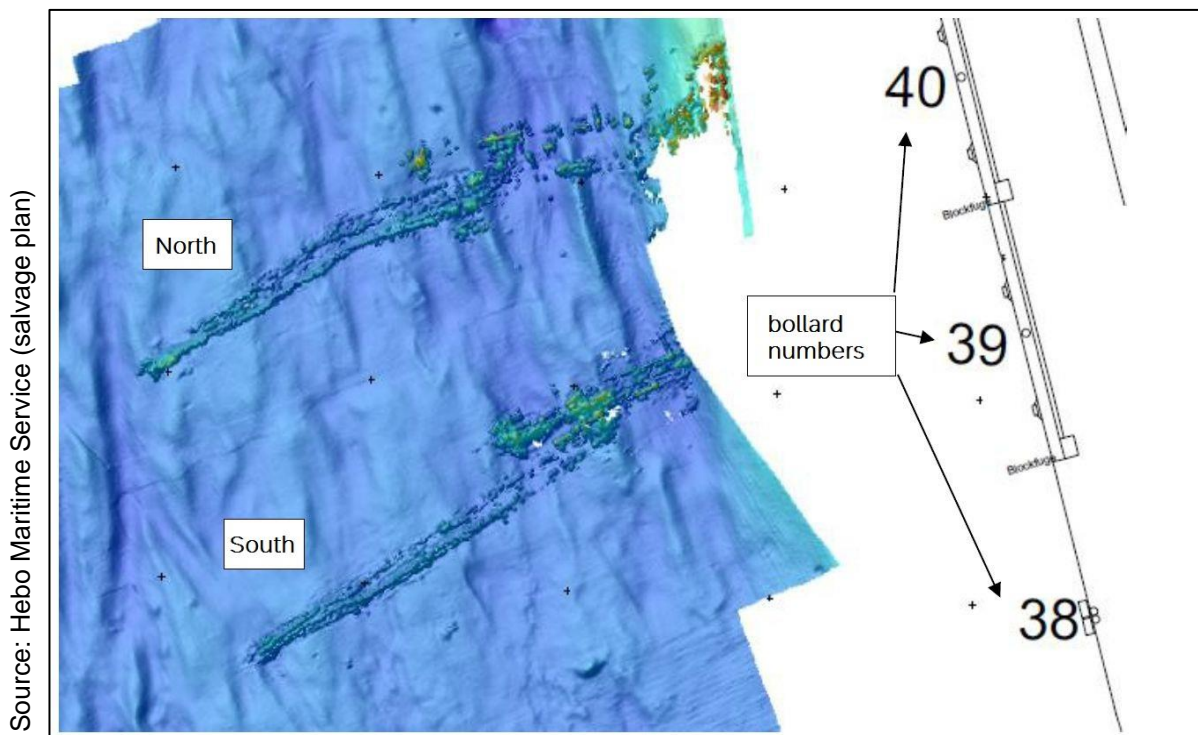 Source: Hebo Maritime Service (salvage plan)
40
Blockfuge
North
bollard
numbers
39
Blockfuge
South
38